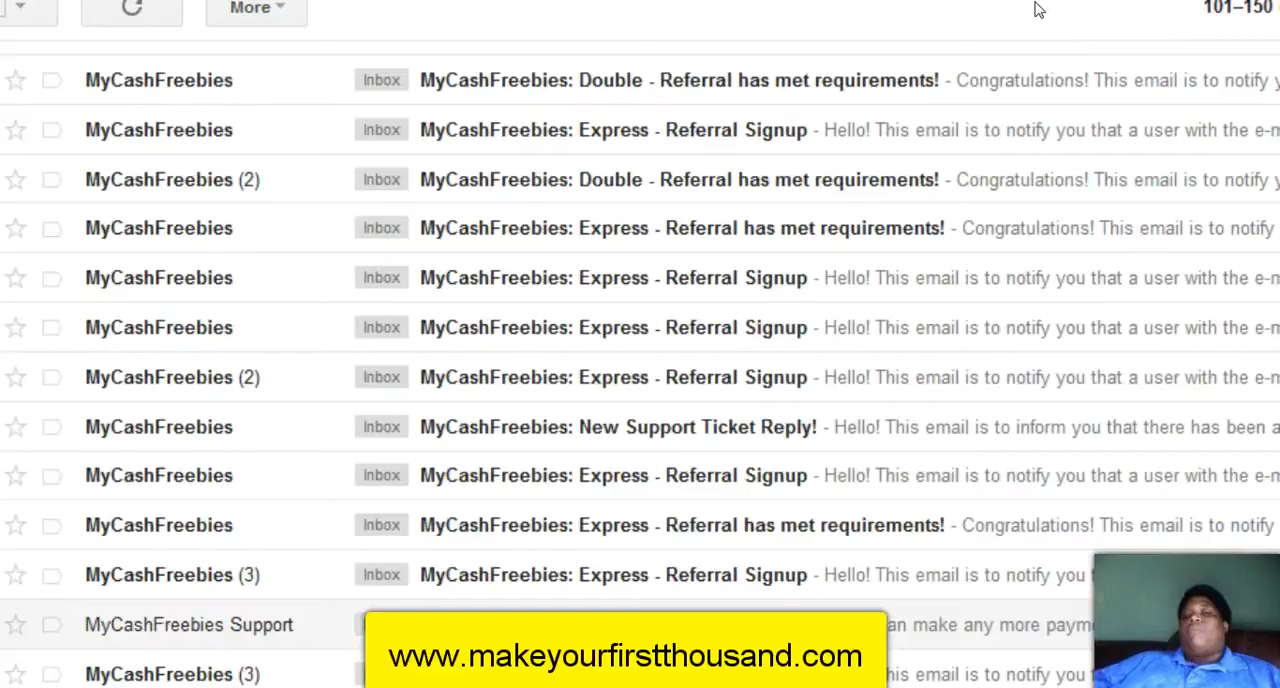 More 101–150
MyCashFreebies Inbox MyCashFreebies: Double - Referral has met requirements! - Congratulations! This email is to notify y
MyCashFreebies Inbox MyCashFreebies: Express - Referral Signup - Hello! This email is to notify you that a user with the e-m
MyCashFreebies (2) Inbox MyCashFreebies: Double - Referral has met requirements! - Congratulations! This email is to notify y
MyCashFreebies Inbox MyCashFreebies: Express - Referral has met requirements! - Congratulations! This email is to notify
MyCashFreebies Inbox MyCashFreebies: Express - Referral Signup - Hello! This email is to notify you that a user with the e-m
MyCashFreebies Inbox MyCashFreebies: Express - Referral Signup - Hello! This email is to notify you that a user with the e-m
MyCashFreebies (2) Inbox MyCashFreebies: Express - Referral Signup - Hello! This email is to notify you that a user with the e-m
MyCashFreebies Inbox MyCashFreebies: New Support Ticket Reply! - Hello! This email is to inform you that there has been a
MyCashFreebies Inbox MyCashFreebies: Express - Referral Signup - Hello! This email is to notify you that a user with the e-m
MyCashFreebies Inbox MyCashFreebies: Express - Referral has met requirements! - Congratulations! This email is to notify
MyCashFreebies (3) Inbox MyCashFreebies: Express - Referral Signup - Hello! This email is to notify you t
MyCashFreebies Support an make any more paym
www.makeyourfirstthousand.com
MyCashFreebies (3) his email is to notify you t